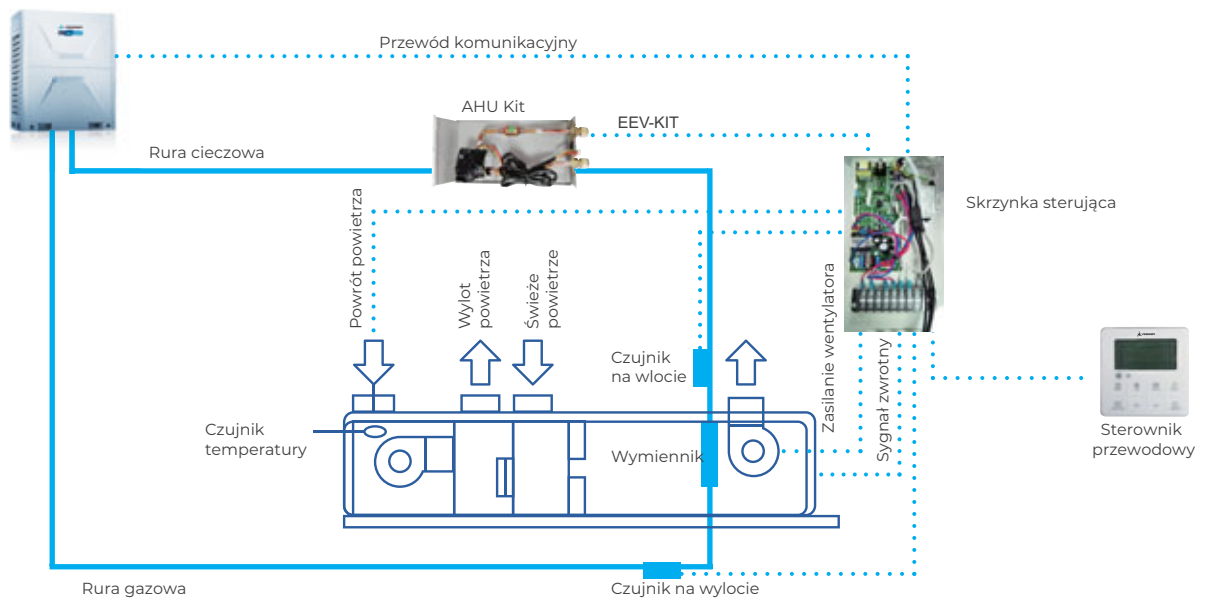 Przewód komunikacyjny
AHU Kit
EEV-KIT
Rura cieczowa
Skrzynka sterująca
Powrót powietrza
Wylot
powietrza
Świeże
powietrze
Zasilanie wentylatora
Sygnał zwrotny
Czujnik
na wlocie
Czujnik
temperatury
Wymiennik
Sterownik
przewodowy
Rura gazowa
Czujnik na wylocie